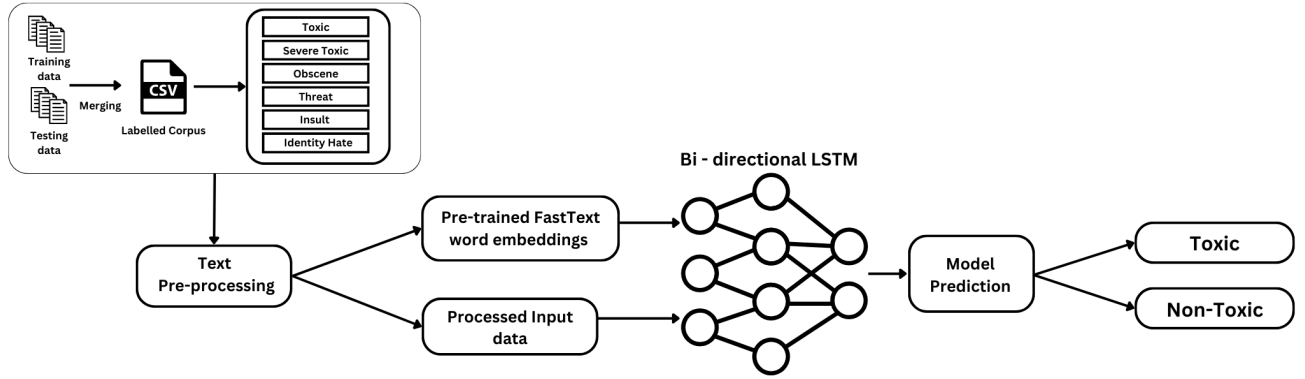 Training
data
Testing
data
Merging
CSV
Labelled Corpus
Toxic
Severe Toxic
Obscene
Threat
Insult
Identity Hate
Text
Pre-processing
Pre-trained FastText
word embeddings
Processed Input
data
Bi - directional LSTM
Model
Prediction
Toxic
Non-Toxic